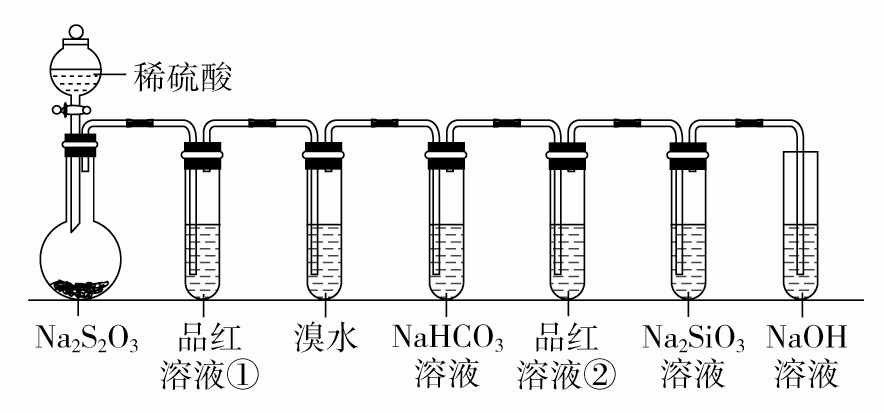 稀硫酸
Na₂S₂O₃
品红
溶液①
溴水
NaHCO₃
溶液
品红
溶液②
Na₂SiO₃
溶液
NaOH
溶液